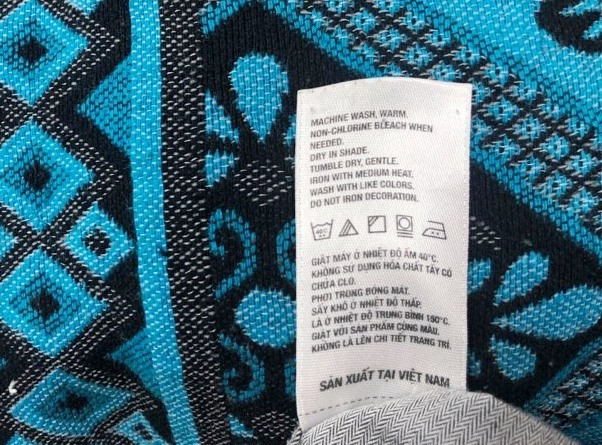 MACHINE WASH, WARM.
NON-CHLORINE BLEACH WHEN
NEEDED.
DRY IN SHADE.
TUMBLE DRY, GENTLE.
IRON WITH MEDIUM HEAT.
WASH WITH LIKE COLORS.
DO NOT IRON DECORATION.
40°C
GIẶT MÁY Ở NHIỆT ĐỘ ẤM 40°C.
KHÔNG SỬ DỤNG HÓA CHẤT TẨY CÓ
CHỨA CLO.
PHƠI TRONG BÓNG MÁT.
SẤY KHÔ Ở NHIỆT ĐỘ THẤP.
LÀ Ở NHIỆT ĐỘ TRUNG BÌNH 150°C.
GIẶT VỚI SẢN PHẨM CÙNG MÀU.
KHÔNG LÀ LÊN CHI TIẾT TRANG TRÍ.
SẢN XUẤT TẠI VIỆT NAM